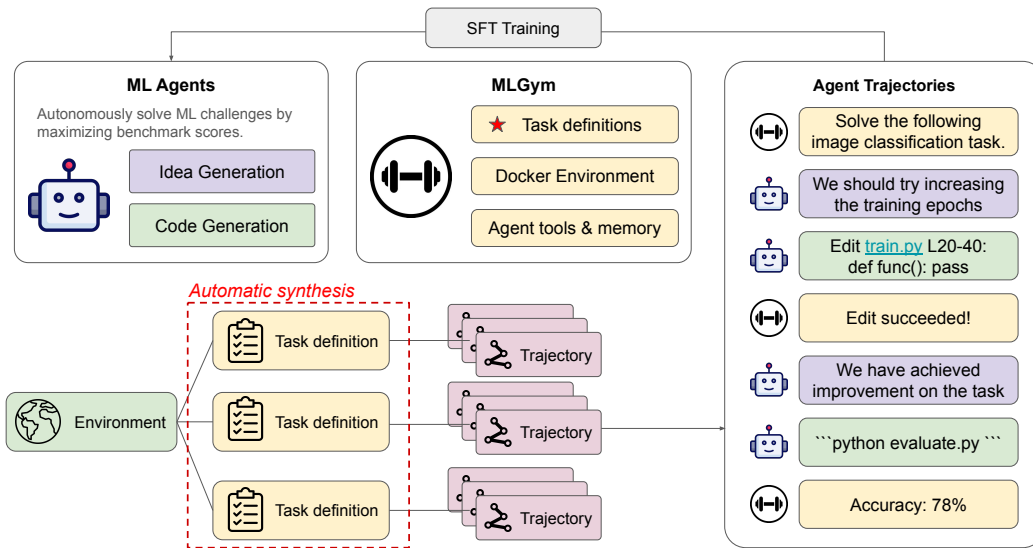 SFT Training
ML Agents
Autonomously solve ML challenges by
maximizing benchmark scores.
Idea Generation
Code Generation
MLGym
Task definitions
Docker Environment
Agent tools & memory
Agent Trajectories
Solve the following
image classification task.
We should try increasing
the training epochs
Edit train.py L20-40:
def func(): pass
Edit succeeded!
We have achieved
improvement on the task
```python evaluate.py ```
Accuracy: 78%
Automatic synthesis
Environment
Task definition
Trajectory
Task definition
Trajectory
Task definition
Trajectory